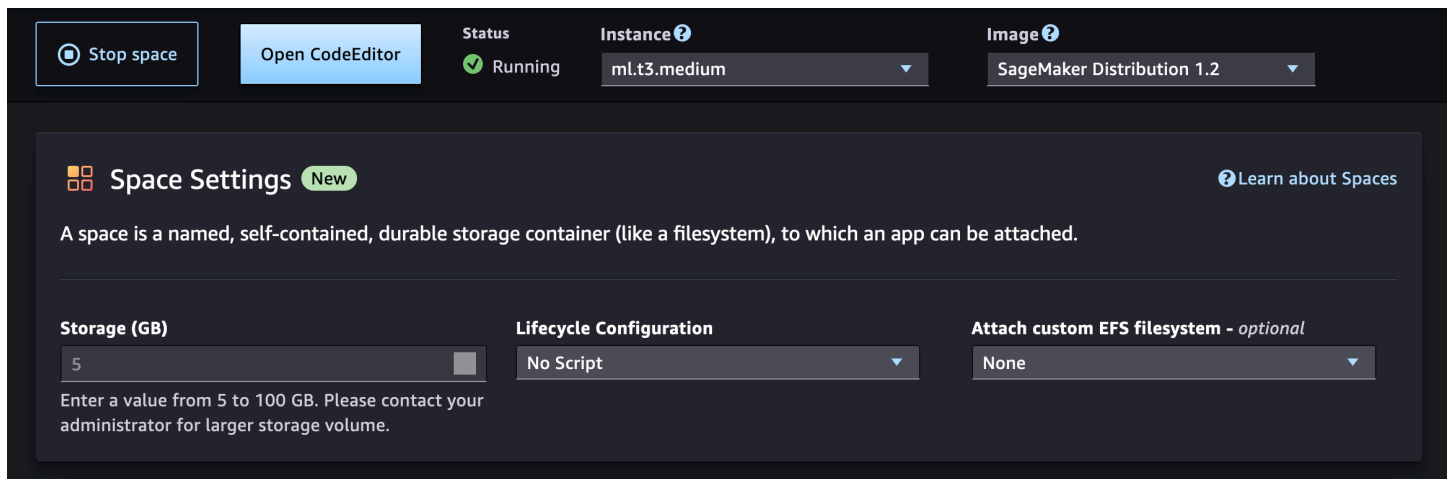 Stop space
Open CodeEditor
Status
Running
Instance
ml.t3.medium
Image
SageMaker Distribution 1.2
Space Settings New
Learn about Spaces
A space is a named, self-contained, durable storage container (like a filesystem), to which an app can be attached.
Storage (GB)
5
Enter a value from 5 to 100 GB. Please contact your
administrator for larger storage volume.
Lifecycle Configuration
No Script
Attach custom EFS filesystem - optional
None